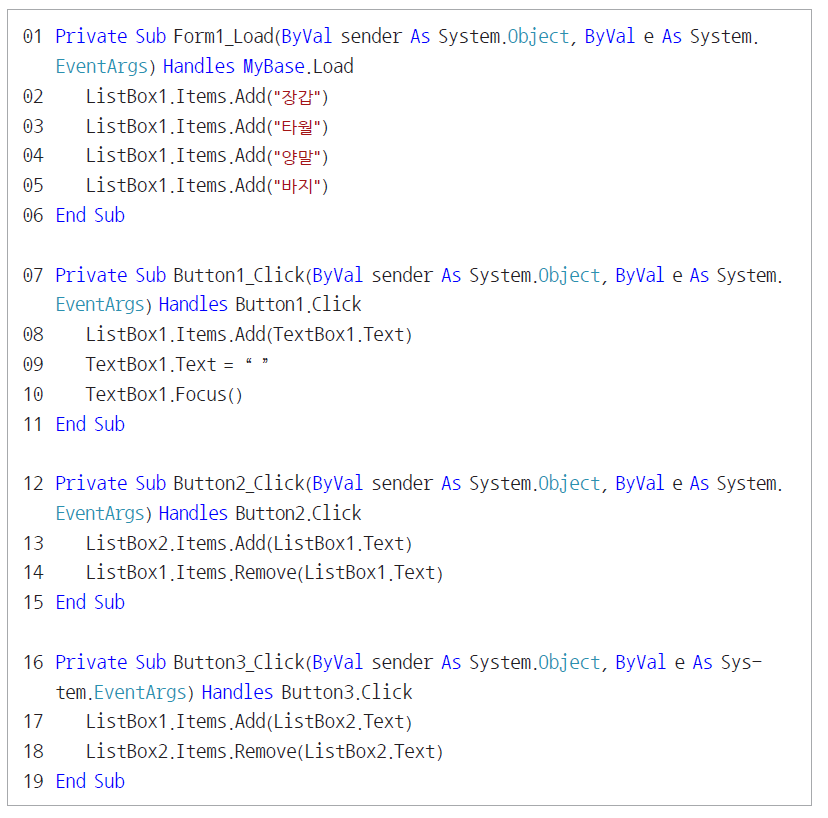 01 Private Sub Form1_Load(ByVal sender As System.Object, ByVal e As System.
EventArgs) Handles MyBase.Load
02 ListBox1.Items.Add("장갑")
03 ListBox1.Items.Add("타월")
04 ListBox1.Items.Add("양말")
05 ListBox1.Items.Add("바지")
06 End Sub
07 Private Sub Button1_Click(ByVal sender As System.Object, ByVal e As System.
EventArgs) Handles Button1.Click
08 ListBox1.Items.Add(TextBox1.Text)
09 TextBox1.Text = “ ”
10 TextBox1.Focus()
11 End Sub
12 Private Sub Button2_Click(ByVal sender As System.Object, ByVal e As System.
EventArgs) Handles Button2.Click
13 ListBox2.Items.Add(ListBox1.Text)
14 ListBox1.Items.Remove(ListBox1.Text)
15 End Sub
16 Private Sub Button3_Click(ByVal sender As System.Object, ByVal e As Sys-
tem.EventArgs) Handles Button3.Click
17 ListBox1.Items.Add(ListBox2.Text)
18 ListBox2.Items.Remove(ListBox2.Text)
19 End Sub